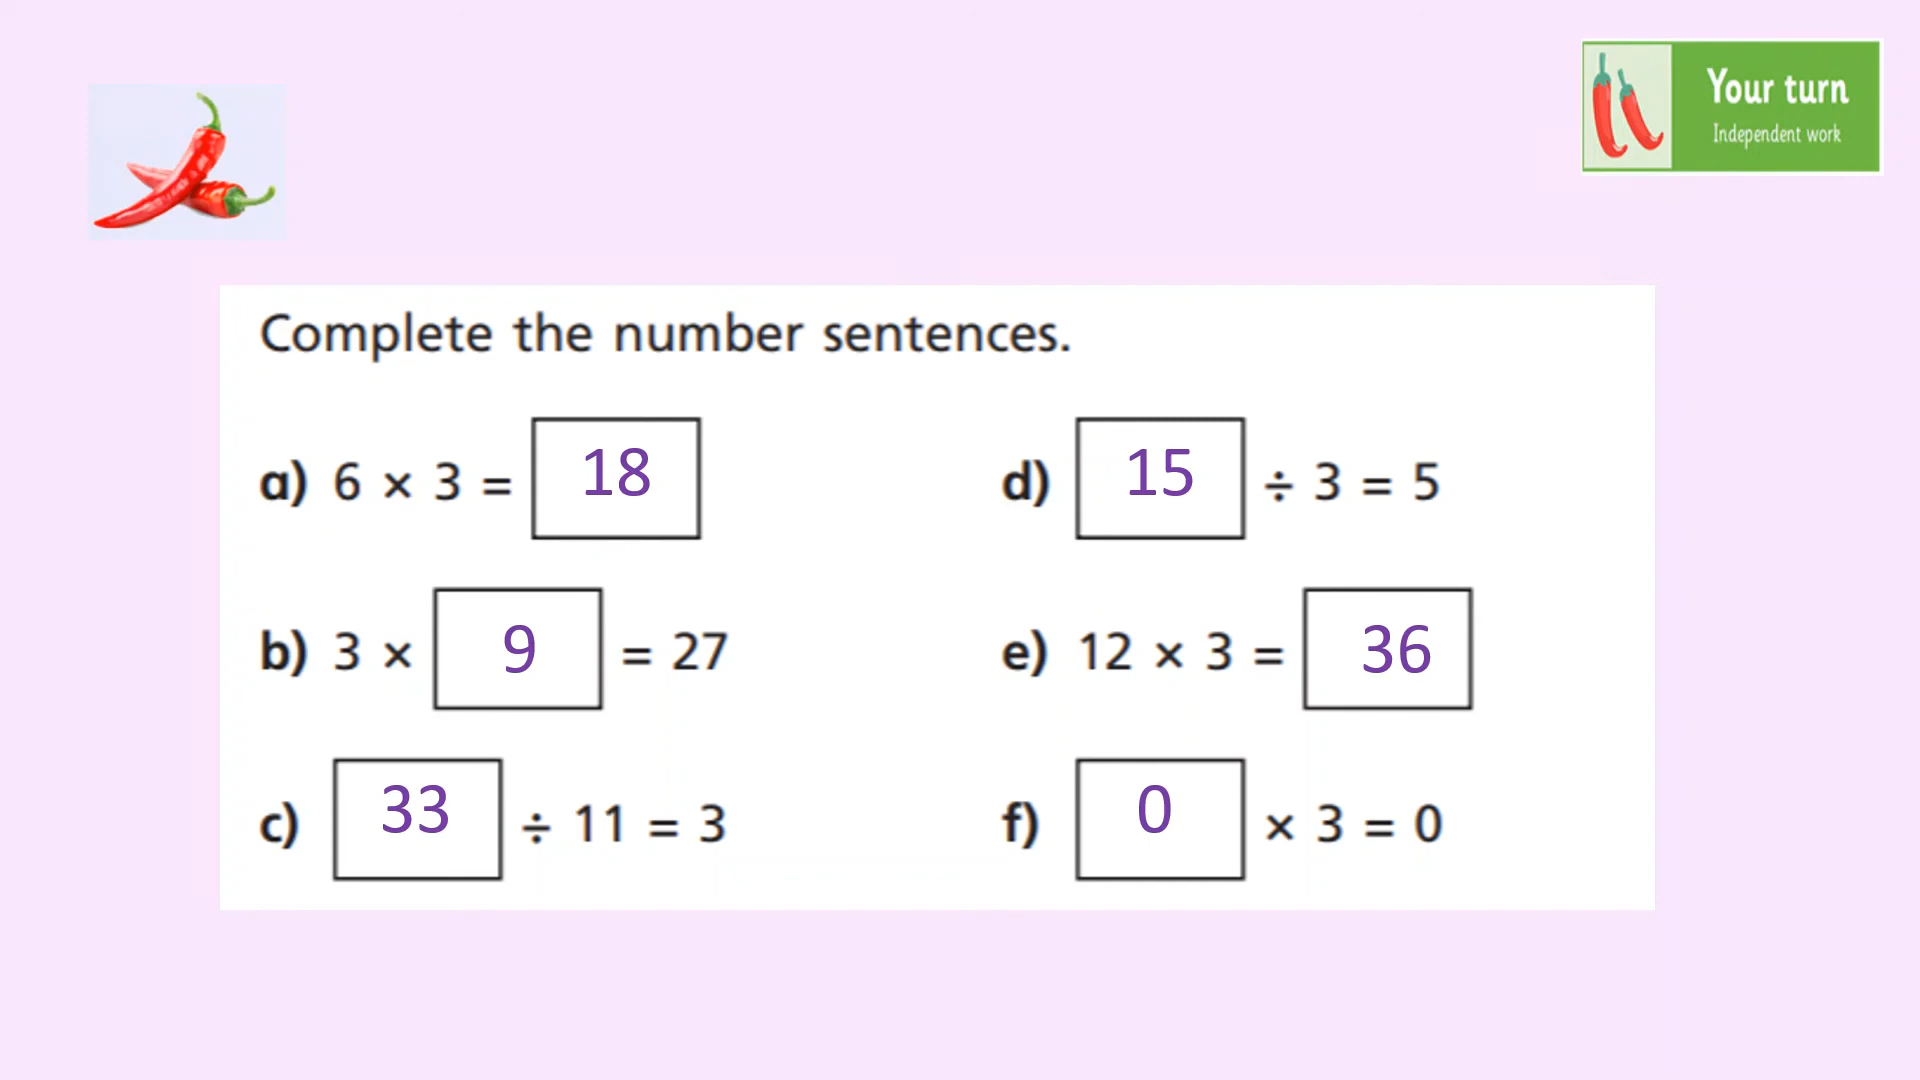 Your turn
Independent work
Complete the number sentences.
a) 6 × 3 = 18
d) 15 ÷ 3 = 5
b) 3 × 9 = 27
e) 12 × 3 = 36
c) 33 ÷ 11 = 3
f) 0 × 3 = 0